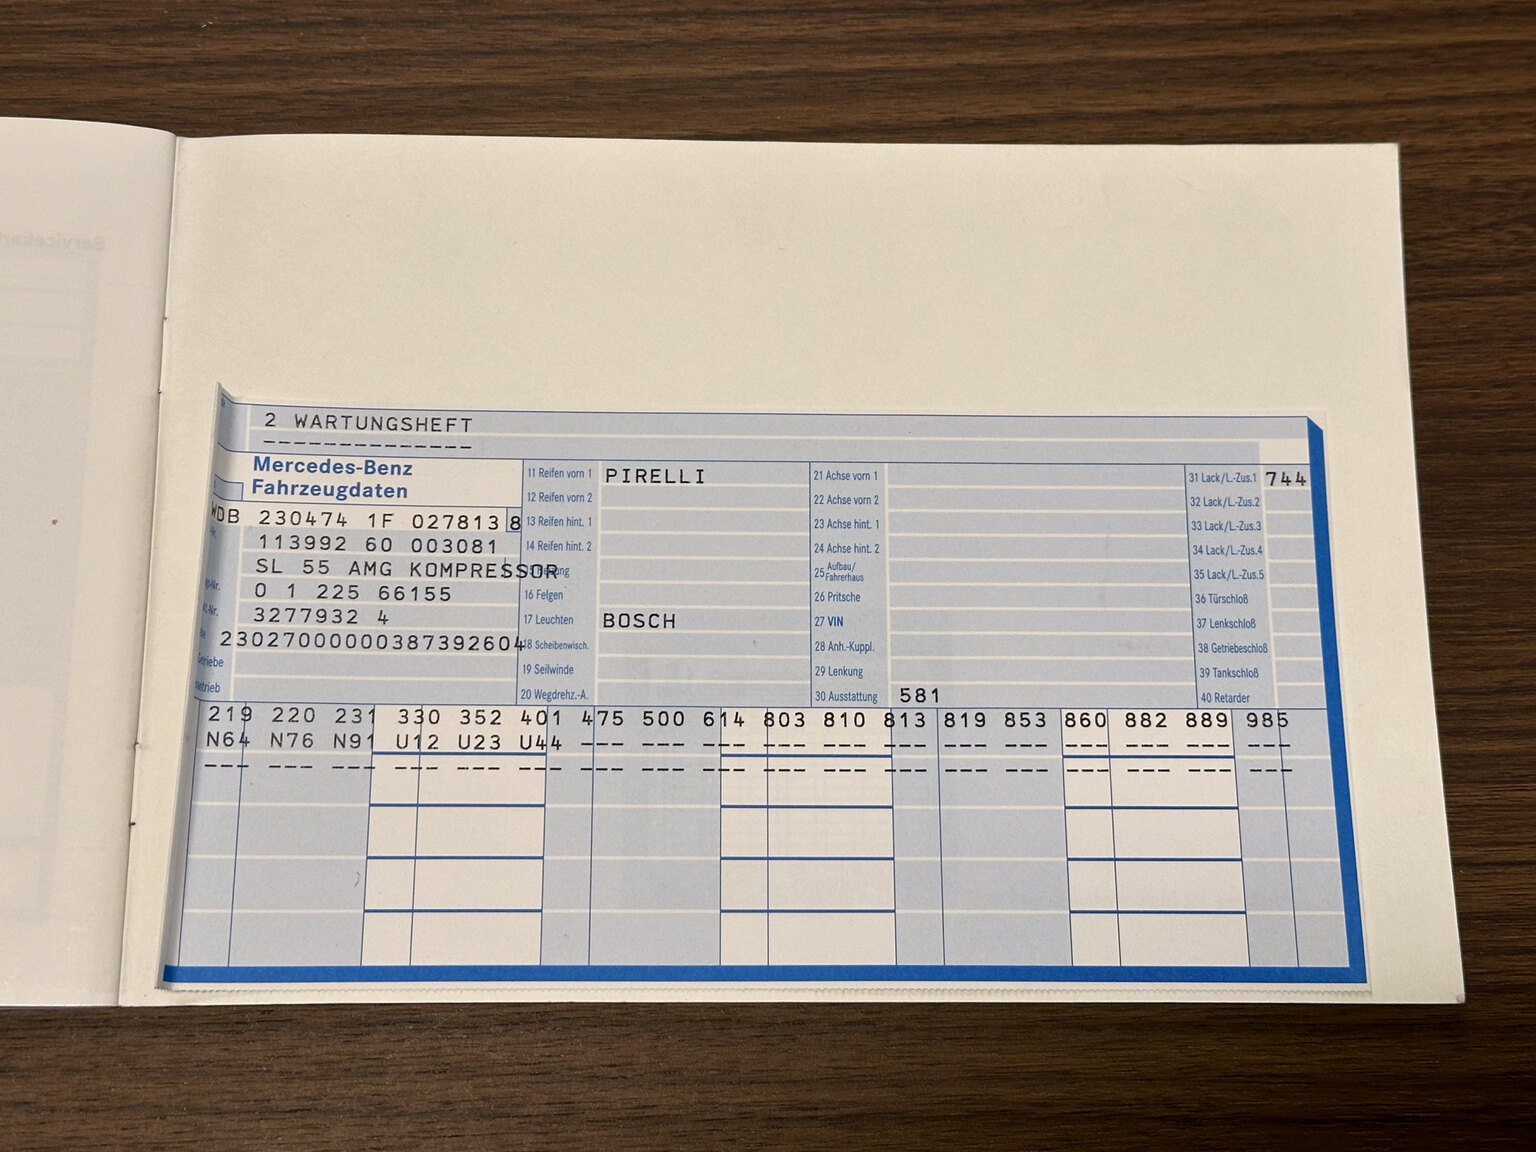 2 WARTUNGSHEFT
--------------
Mercedes-Benz
Fahrzeugdaten
WDB 230474 1F 027813 8
113992 60 003081
SL 55 AMG KOMPRESSOR
0 1 225 66155
3277932 4
23027000000387392604
11 Reifen vorn 1 PIRELLI
12 Reifen vorn 2
13 Reifen hint. 1
14 Reifen hint. 2
16 Felgen
17 Leuchten BOSCH
18 Scheibenwisch.
19 Seilwinde
20 Wegdrehz.-A.
21 Achse vorn 1
22 Achse vorn 2
23 Achse hint. 1
24 Achse hint. 2
25 Aufbau/
Fahrerhaus
26 Pritsche
27 VIN
28 Anh.-Kuppl.
29 Lenkung
30 Ausstattung 581
31 Lack/L.-Zus.1 744
32 Lack/L.-Zus.2
33 Lack/L.-Zus.3
34 Lack/L.-Zus.4
35 Lack/L.-Zus.5
36 Türschloß
37 Lenkschloß
38 Getriebeschloß
39 Tankschloß
40 Retarder
219 220 231 330 352 401 475 500 614 803 810 813 819 853 860 882 889 985
N64 N76 N91 U12 U23 U44 --- --- --- --- --- --- --- --- --- --- --- ---
--- --- --- --- --- --- --- --- --- --- --- --- --- --- --- --- --- ---